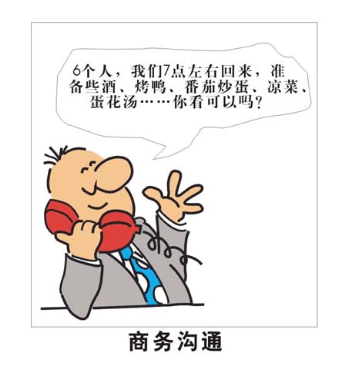 6个人，我们7点左右回来，准
备些酒、烤鸭、番茄炒蛋、凉菜、
蛋花汤……你看可以吗？
商务沟通